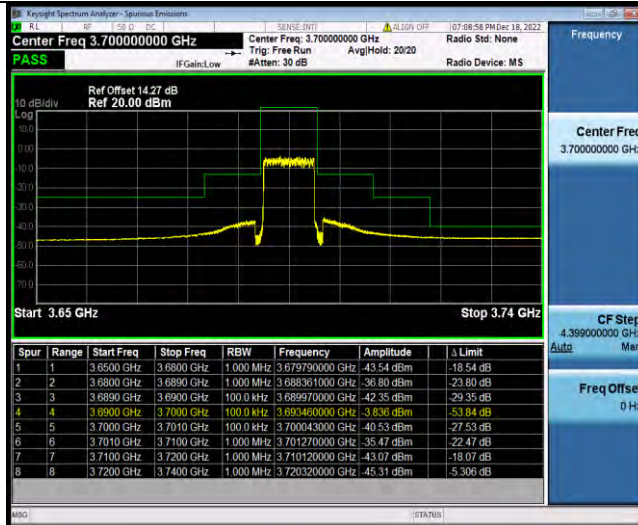 Keysight Spectrum Analyzer - Spurious Emissions
RL RF 50 Ω DC SENSE:INT ALIGN OFF 07:08:58 PM Dec 18, 2022
Center Freq 3.700000000 GHz
Center Freq: 3.700000000 GHz
Radio Std: None
Trig: Free Run Avg|Hold: 20/20
PASS
IFGain:Low
#Atten: 30 dB
Radio Device: MS
Frequency
Ref Offset 14.27 dB
10 dB/div Ref 20.00 dBm
Log
10.0
-10.0
-20.0
-30.0
-40.0
-50.0
-60.0
-70.0
Start 3.65 GHz
Stop 3.74 GHz
Center Freq
3.700000000 GHz
CF Step
4.399000000 GHz
Auto Man
Freq Offset
0 Hz
Spur Range Start Freq Stop Freq RBW Frequency Amplitude Δ Limit
1 1 3.6500 GHz 3.6800 GHz 1.000 MHz 3.679790000 GHz -43.54 dBm -18.54 dB
2 2 3.6800 GHz 3.6890 GHz 1.000 MHz 3.688361000 GHz -36.80 dBm -23.80 dB
3 3 3.6890 GHz 3.6900 GHz 100.0 kHz 3.689970000 GHz -42.35 dBm -29.35 dB
4 4 3.6900 GHz 3.7000 GHz 100.0 kHz 3.693460000 GHz -3.836 dBm -53.84 dB
5 5 3.7000 GHz 3.7010 GHz 100.0 kHz 3.700043000 GHz -40.53 dBm -27.53 dB
6 6 3.7010 GHz 3.7100 GHz 1.000 MHz 3.701270000 GHz -35.47 dBm -22.47 dB
7 7 3.7100 GHz 3.7200 GHz 1.000 MHz 3.710120000 GHz -43.07 dBm -18.07 dB
8 8 3.7200 GHz 3.7400 GHz 1.000 MHz 3.720320000 GHz -45.31 dBm -5.306 dB
MSG
STATUS